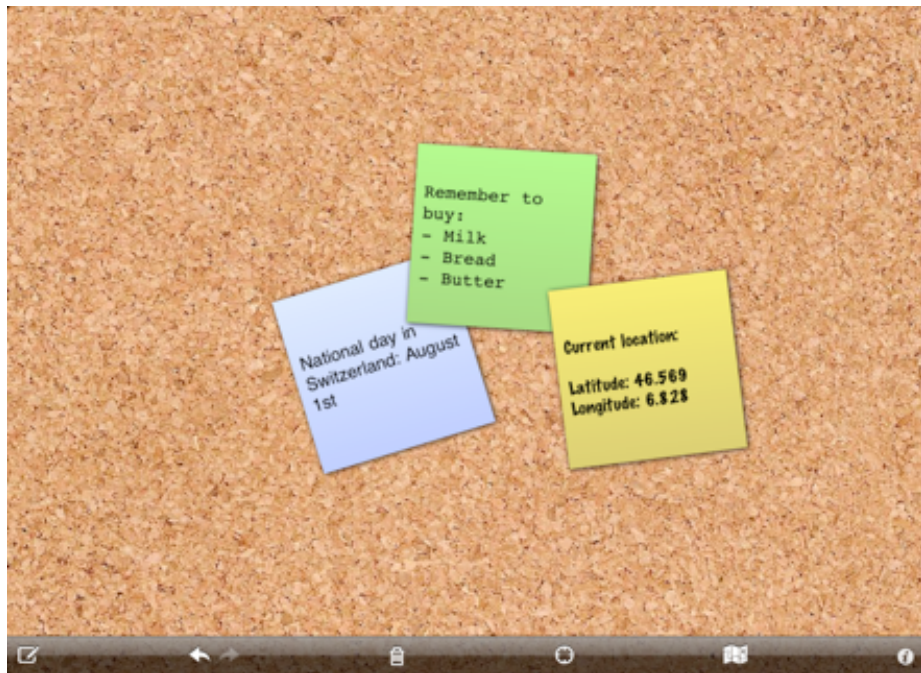 Remember to
buy:
- Milk
- Bread
- Butter
National day in
Switzerland: August
1st
Current location:
Latitude: 46.569
Longitude: 6.828